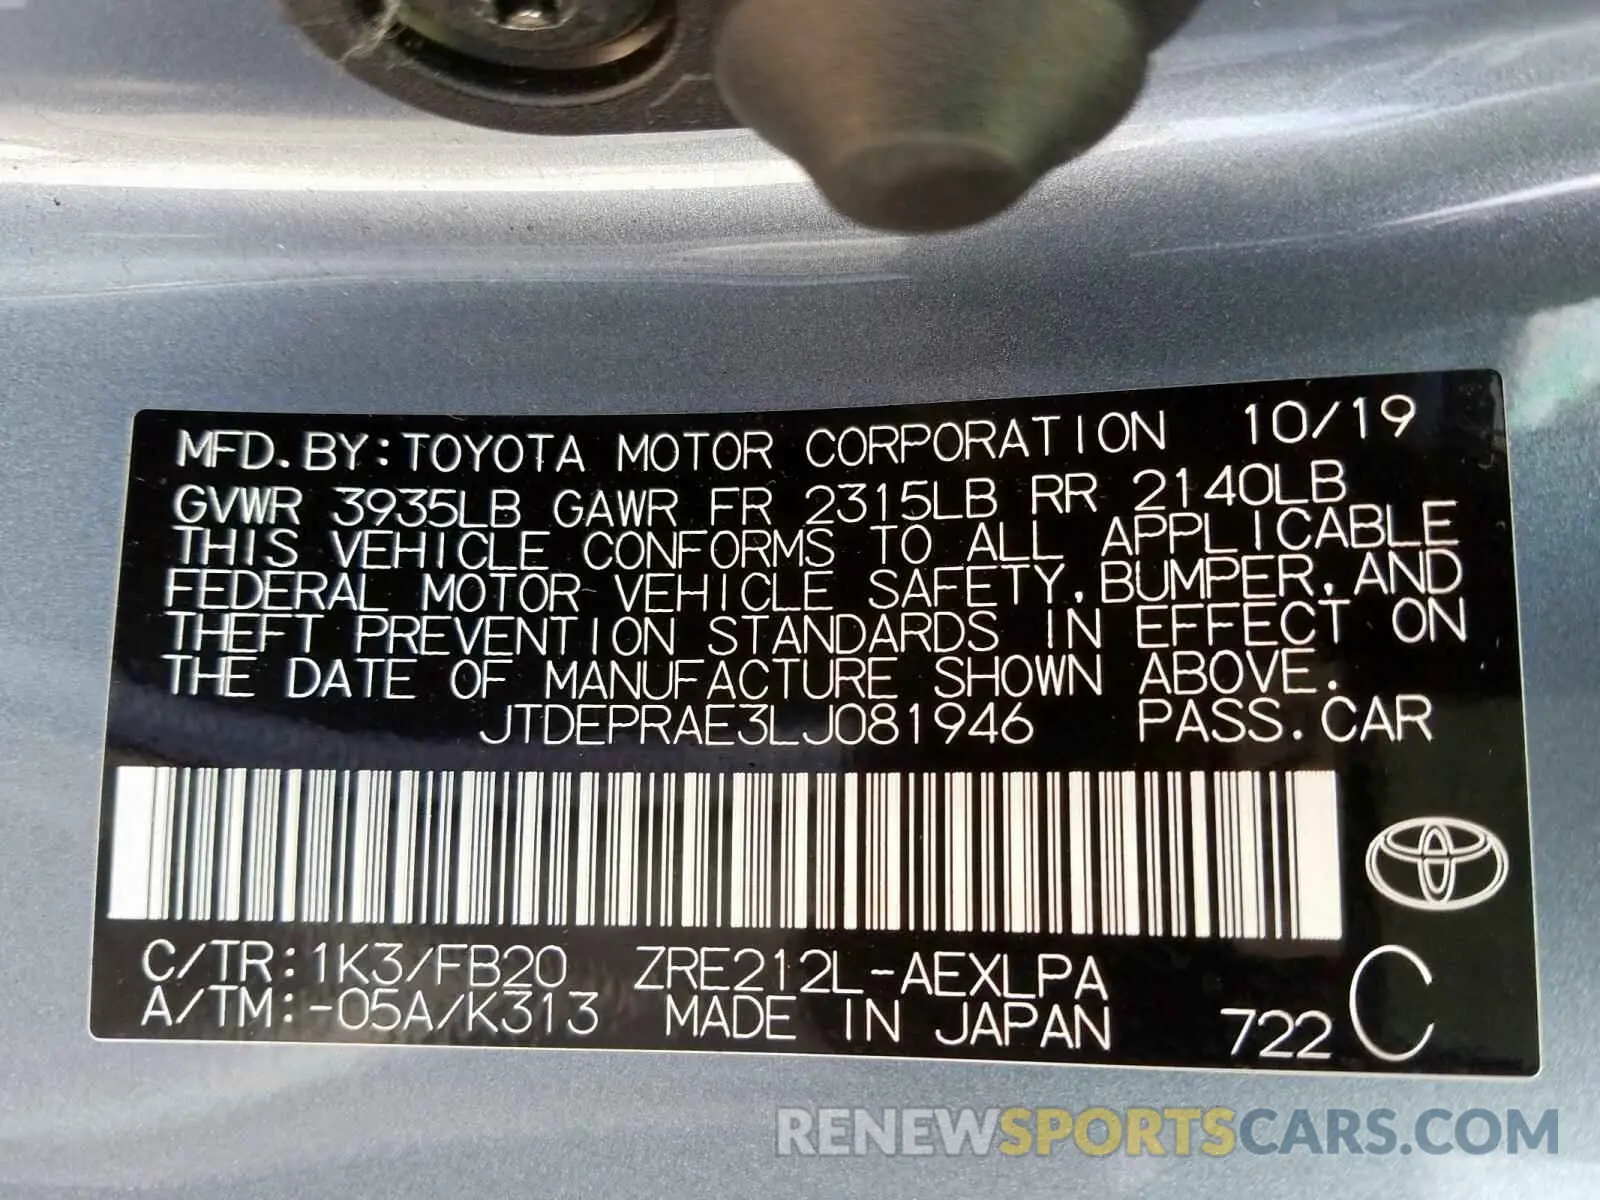 MFD.BY:TOYOTA MOTOR CORPORATION 10/19
GVWR 3935LB GAWR FR 2315LB RR 2140LB
THIS VEHICLE CONFORMS TO ALL APPLICABLE
FEDERAL MOTOR VEHICLE SAFETY,BUMPER,AND
THEFT PREVENTION STANDARDS IN EFFECT ON
THE DATE OF MANUFACTURE SHOWN ABOVE.
JTDEPRAE3LJ081946 PASS.CAR
C/TR:1K3/FB20 ZRE212L-AEXLPA
A/TM:-05A/K313 MADE IN JAPAN 722 C
RENEWSPORTSCARS.COM